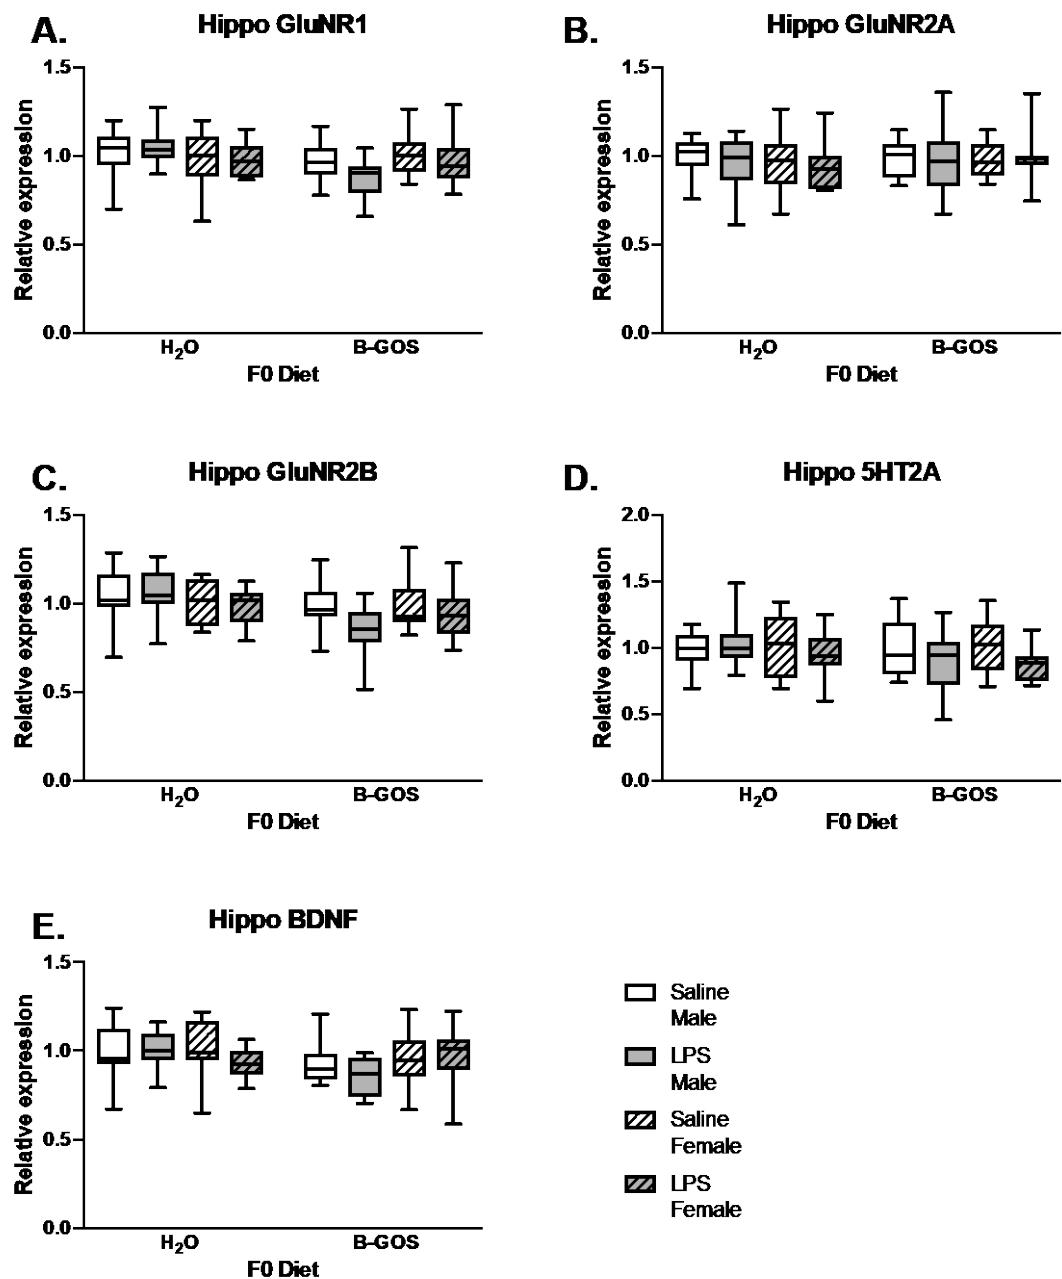 A.
Hippo GluNR1
1.5
1.0
0.5
0.0
Relative expression
H₂O
B-GOS
F0 Diet
B.
Hippo GluNR2A
1.5
1.0
0.5
0.0
Relative expression
H₂O
B-GOS
F0 Diet
C.
Hippo GluNR2B
1.5
1.0
0.5
0.0
Relative expression
H₂O
B-GOS
F0 Diet
D.
Hippo 5HT2A
2.0
1.5
1.0
0.5
0.0
Relative expression
H₂O
B-GOS
F0 Diet
E.
Hippo BDNF
1.5
1.0
0.5
0.0
Relative expression
H₂O
B-GOS
F0 Diet
Saline
Male
LPS
Male
Saline
Female
LPS
Female